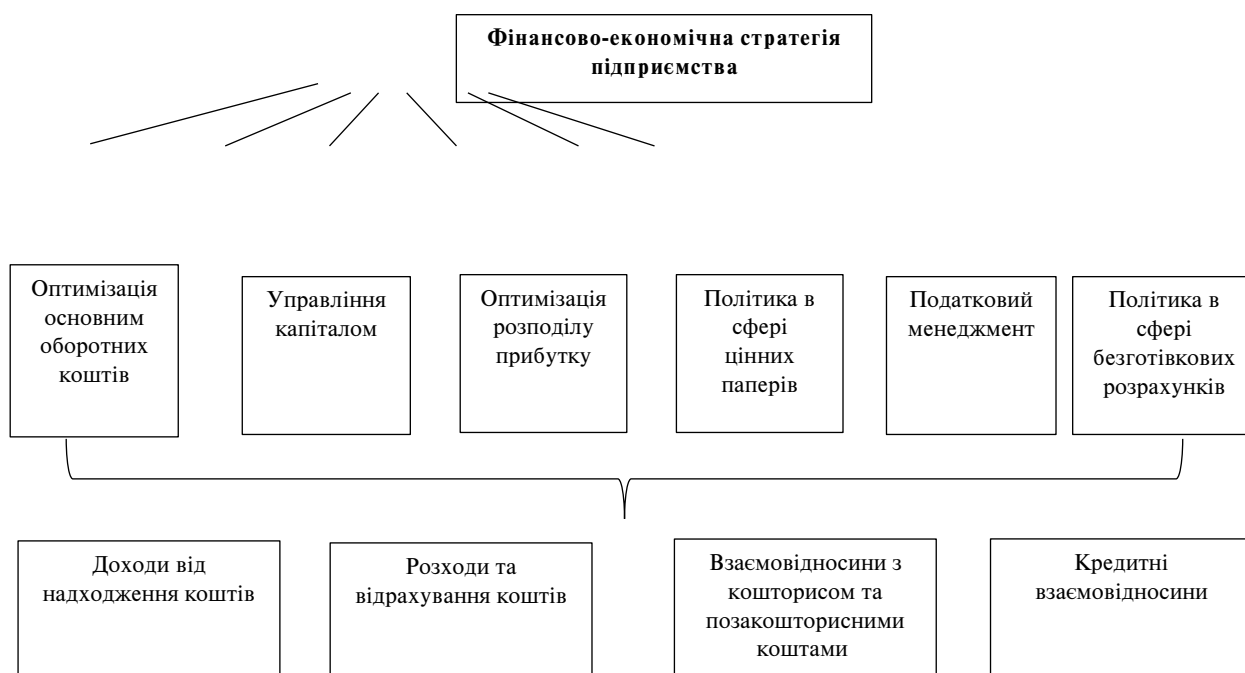 Фінансово-економічна стратегія
підприємства
Оптимізація
основним
оборотних
коштів
Управління
капіталом
Оптимізація
розподілу
прибутку
Політика в
сфері
цінних
паперів
Податковий
менеджмент
Політика в
сфері
безготівкових
розрахунків
Доходи від
надходження коштів
Розходи та
відрахування коштів
Взаємовідносини з
кошторисом та
позакошторисними
коштами
Кредитні
взаємовідносини